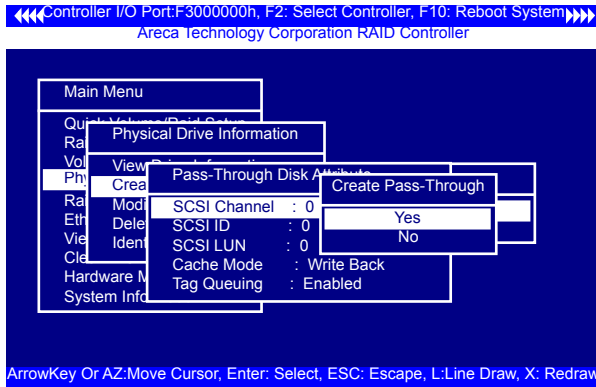 Controller I/O Port:F3000000h, F2: Select Controller, F10: Reboot System
Areca Technology Corporation RAID Controller
Main Menu
Physical Drive Information
View
Pass-Through Disk
Create Pass-Through
SCSI Channel : 0
Yes
SCSI ID : 0
No
SCSI LUN : 0
Cache Mode : Write Back
Hardware
Tag Queuing : Enabled
System
ArrowKey Or AZ:Move Cursor, Enter: Select, ESC: Escape, L:Line Draw, X: Redraw